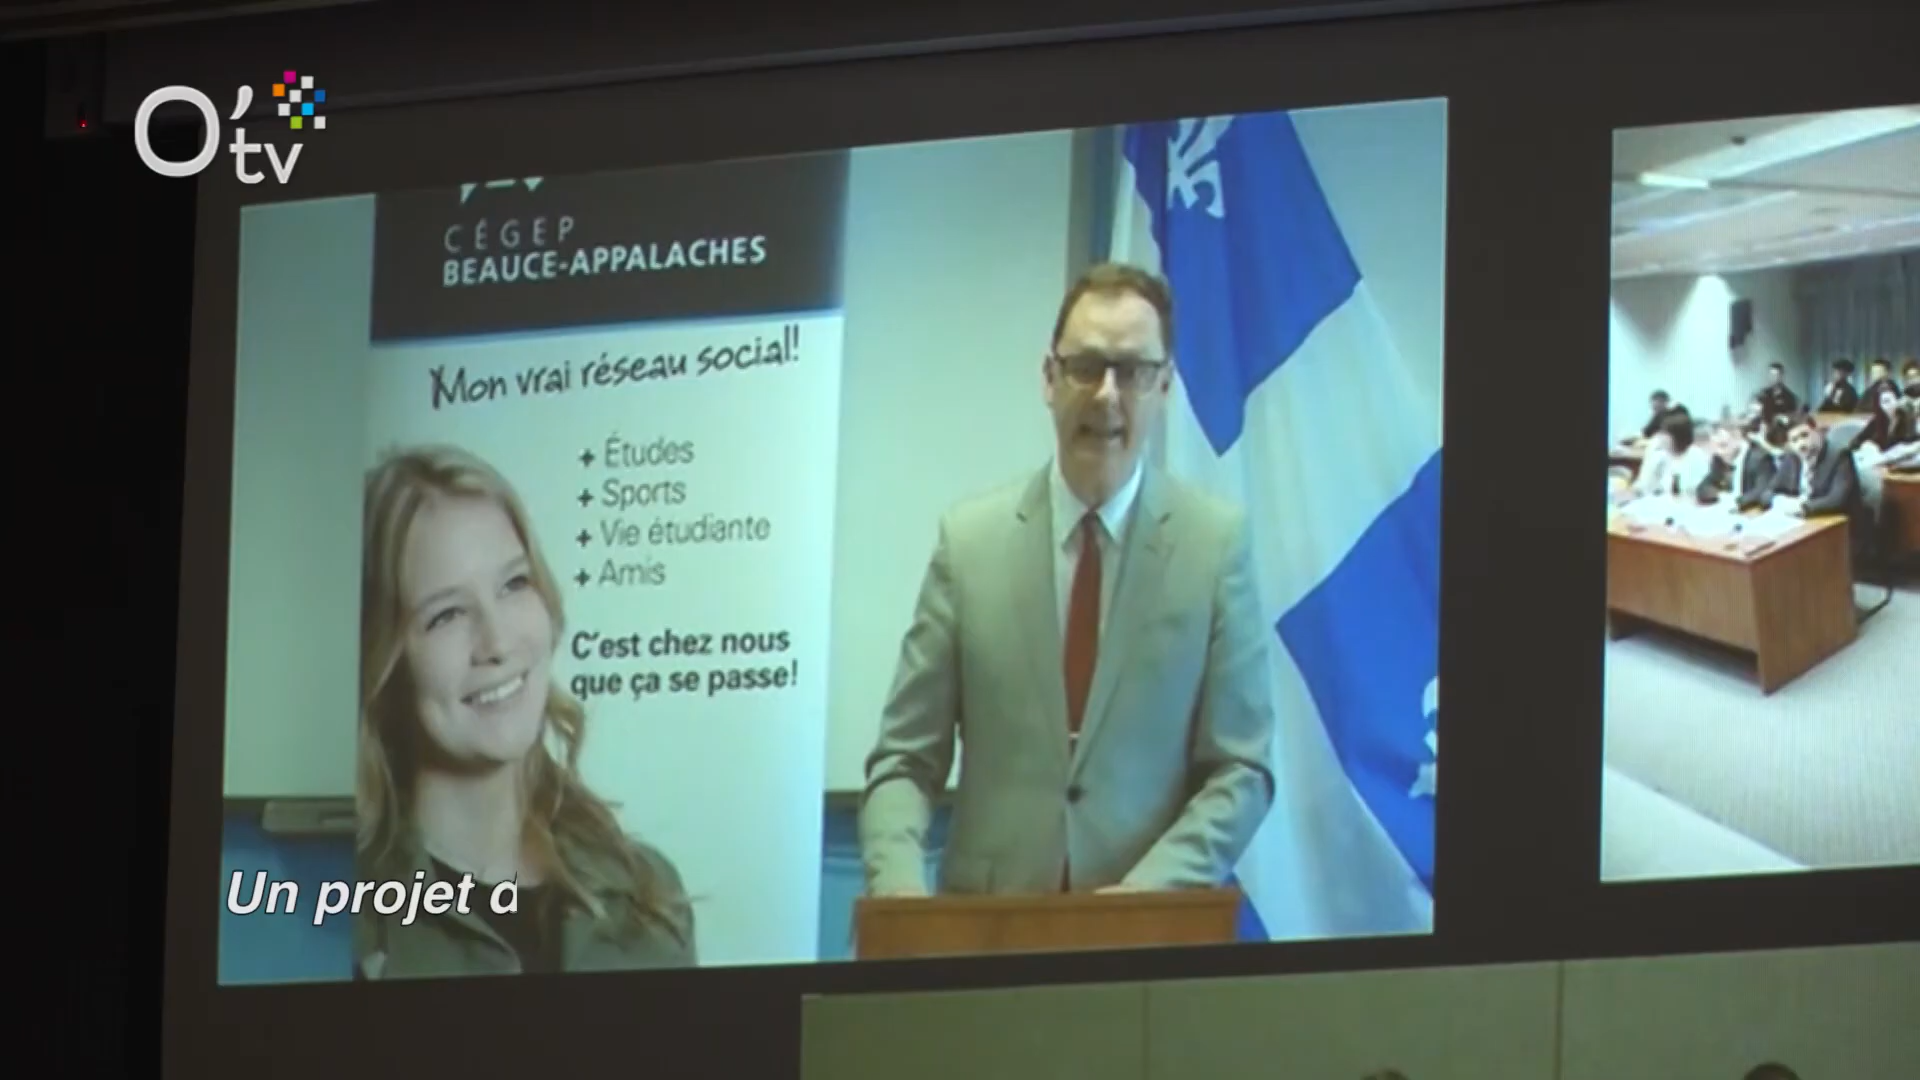 O'tv
CÉGEP
BEAUCE-APPALACHES
Mon vrai réseau social!
+ Études
+ Sports
+ Vie étudiante
+ Amis
C'est chez nous
que ça se passe!
Un projet